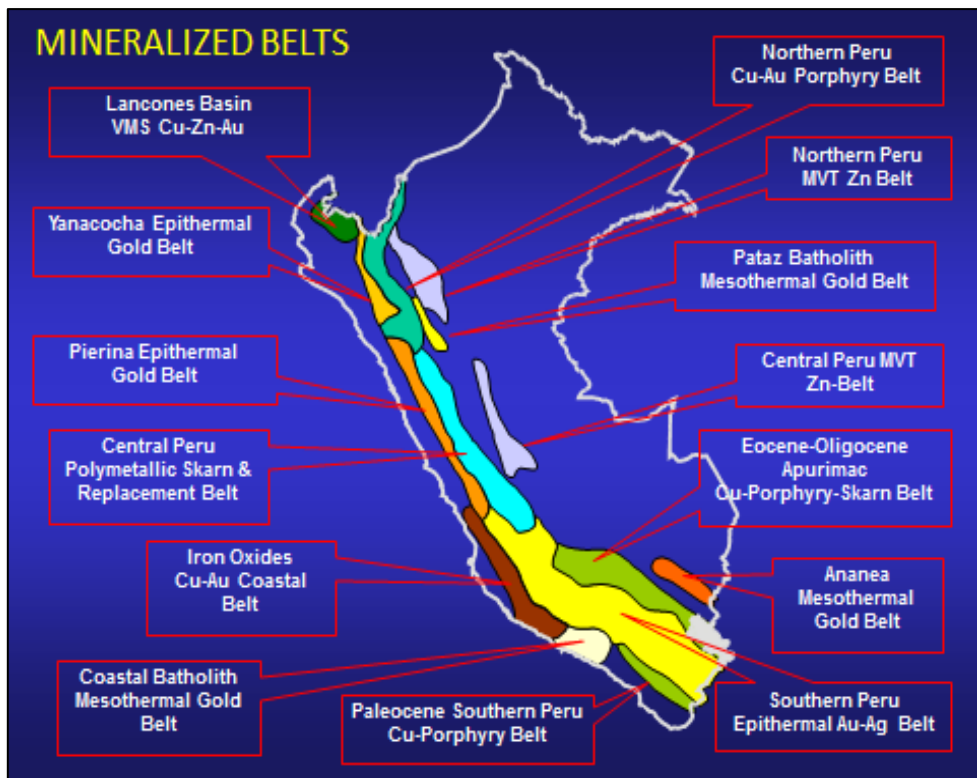 MINERALIZED BELTS
Northern Peru
Cu-Au Porphyry Belt
Lancones Basin
VMS Cu-Zn-Au
Northern Peru
MVT Zn Belt
Yanacocha Epithermal
Gold Belt
Pataz Batholith
Mesothermal Gold Belt
Pierina Epithermal
Gold Belt
Central Peru MVT
Zn-Belt
Central Peru
Polymetallic Skarn &
Replacement Belt
Eocene-Oligocene
Apurimac
Cu-Porphyry-Skarn Belt
Iron Oxides
Cu-Au Coastal
Belt
Ananea
Mesothermal
Gold Belt
Coastal Batholith
Mesothermal Gold
Belt
Paleocene Southern Peru
Cu-Porphyry Belt
Southern Peru
Epithermal Au-Ag Belt